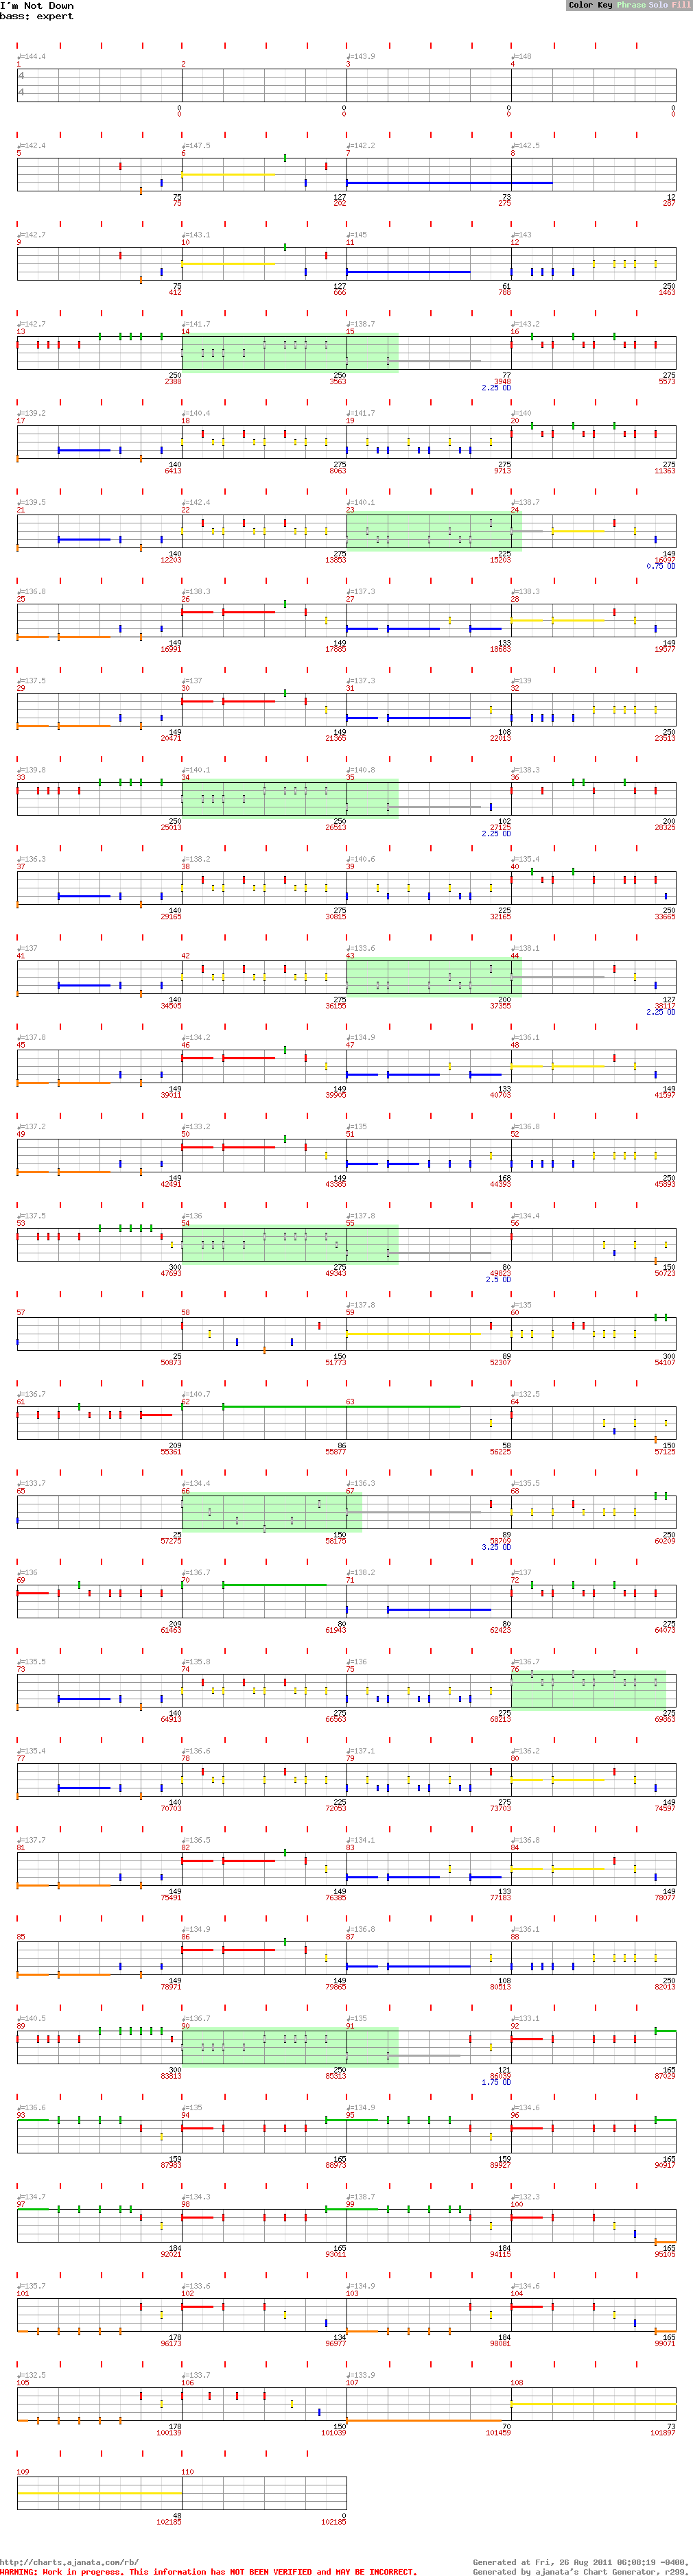 I'm Not Down
bass: expert
Color Key Phrase Solo Fill
♩=144.4 ♩=143.9 ♩=148
1 2 3 4
4
4
0 0 0 0
0 0 0 0
♩=142.4 ♩=147.5 ♩=142.2 ♩=142.5
5 6 7 8
75 127 73 12
75 202 275 287
♩=142.7 ♩=143.1 ♩=145 ♩=143
9 10 11 12
75 127 61 250
412 666 788 1463
♩=142.7 ♩=141.7 ♩=138.7 ♩=143.2
13 14 15 16
250 250 77 275
2388 3563 3948 5573
2.25 OD
♩=139.2 ♩=140.4 ♩=141.7 ♩=140
17 18 19 20
140 275 275 275
6413 8063 9713 11363
♩=139.5 ♩=142.4 ♩=140.1 ♩=138.7
21 22 23 24
140 275 225 149
12203 13853 15203 16097
0.75 OD
♩=136.8 ♩=138.3 ♩=137.3 ♩=138.3
25 26 27 28
149 149 133 149
16991 17885 18683 19577
♩=137.5 ♩=137 ♩=137.3 ♩=139
29 30 31 32
149 149 108 250
20471 21365 22013 23513
♩=139.8 ♩=140.1 ♩=140.8 ♩=138.3
33 34 35 36
250 250 102 200
25013 26513 27125 28325
2.25 OD
♩=136.3 ♩=138.2 ♩=140.6 ♩=135.4
37 38 39 40
140 275 225 250
29165 30815 32165 33665
♩=137 ♩=133.6 ♩=138.1
41 42 43 44
140 275 200 127
34505 36155 37355 38117
2.25 OD
♩=137.8 ♩=134.2 ♩=134.9 ♩=136.1
45 46 47 48
149 149 133 149
39011 39905 40703 41597
♩=137.2 ♩=133.2 ♩=135 ♩=136.8
49 50 51 52
149 149 168 250
42491 43385 44393 45893
♩=137.5 ♩=136 ♩=137.8 ♩=134.4
53 54 55 56
300 275 80 150
47693 49343 49823 50723
2.5 OD
♩=137.8 ♩=135
57 58 59 60
25 150 89 300
50873 51773 52307 54107
♩=136.7 ♩=140.7 ♩=132.5
61 62 63 64
209 86 58 150
55361 55877 56225 57125
♩=133.7 ♩=134.4 ♩=136.3 ♩=135.5
65 66 67 68
25 150 89 250
57275 58175 58709 60209
3.25 OD
♩=136 ♩=136.7 ♩=138.2 ♩=137
69 70 71 72
209 80 80 275
61463 61943 62423 64073
♩=135.5 ♩=135.8 ♩=136 ♩=136.7
73 74 75 76
140 275 275 275
64913 66563 68213 69863
♩=135.4 ♩=136.6 ♩=137.1 ♩=136.2
77 78 79 80
140 225 275 149
70703 72053 73703 74597
♩=137.7 ♩=136.5 ♩=134.1 ♩=136.8
81 82 83 84
149 149 133 149
75491 76385 77183 78077
♩=134.9 ♩=136.8 ♩=136.1
85 86 87 88
149 149 108 250
78971 79865 80513 82013
♩=140.5 ♩=136.7 ♩=135 ♩=133.1
89 90 91 92
300 250 121 165
83813 85313 86039 87029
1.75 OD
♩=136.6 ♩=135 ♩=134.9 ♩=134.6
93 94 95 96
159 165 159 165
87983 88973 89927 90917
♩=134.7 ♩=134.3 ♩=138.7 ♩=132.3
97 98 99 100
184 165 184 165
92021 93011 94115 95105
♩=135.7 ♩=133.6 ♩=134.9 ♩=134.6
101 102 103 104
178 134 184 165
96173 96977 98081 99071
♩=132.5 ♩=133.7 ♩=133.9
105 106 107 108
178 150 70 73
100139 101039 101459 101897
109 110
48 0
102185 102185
http://charts.ajanata.com/rb/
Generated at Fri, 26 Aug 2011 06:08:19 -0400.
WARNING: Work in progress. This information has NOT BEEN VERIFIED and MAY BE INCORRECT.
Generated by ajanata's Chart Generator, r299.